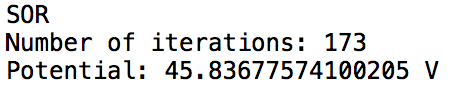 SOR
Number of iterations: 173
Potential: 45.83677574100205 V